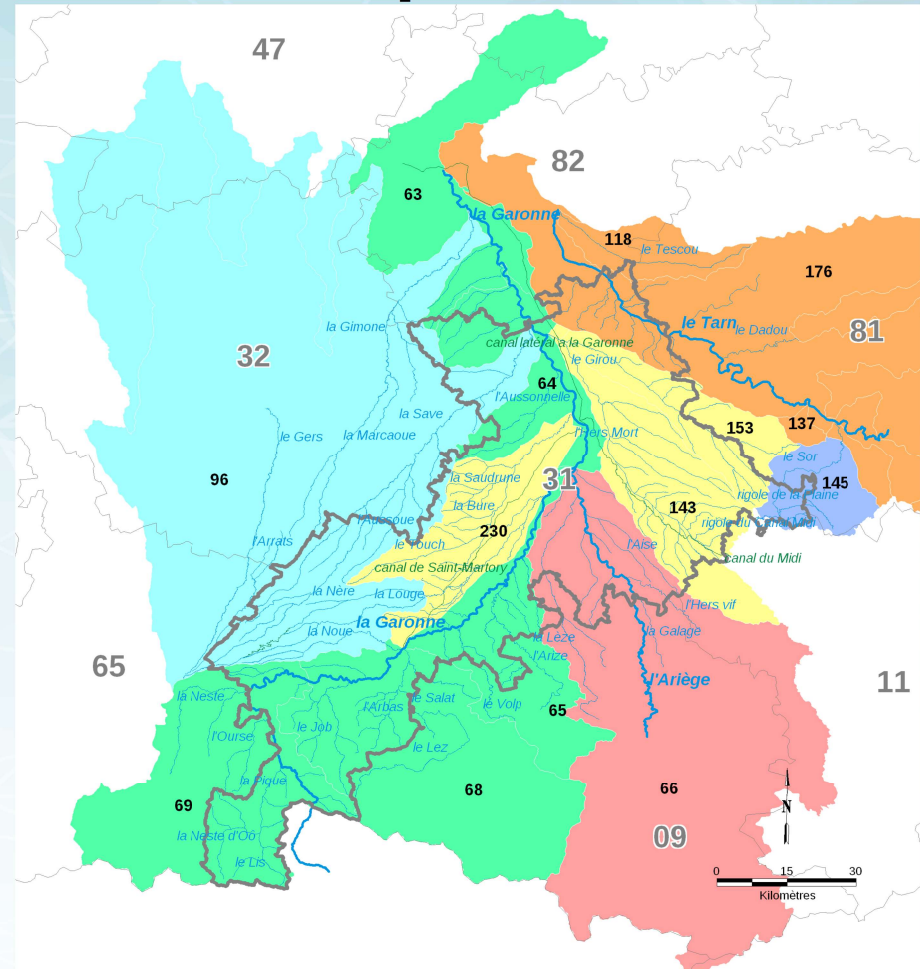 47
82
63
la Garonne
118
le Tescou
176
la Gimone
le Tarn
le Dadou
81
canal latéral a la Garonne
32
le Girou
64
l'Aussonnelle
la Save
le Gers
la Marcaoue
153
137
l'Hers Mort
le Sor
96
la Saudrune
31
145
rigole de la Plaine
la Bure
143
230
rigole du Canal Midi
l'Aussoue
l'Arrats
le Touch
l'Aise
canal du Midi
canal de Saint-Martory
la Nère
la Louge
l'Hers vif
la Garonne
la Noue
la Galage
la Lèze
l'Arize
65
l'Ariège
11
la Neste
le Salat
l'Arbas
le Volp
65
le Job
l'Ourse
le Lez
la Pique
68
66
69
N
la Neste d'Oô
09
le Lis
0 15 30
Kilomètres